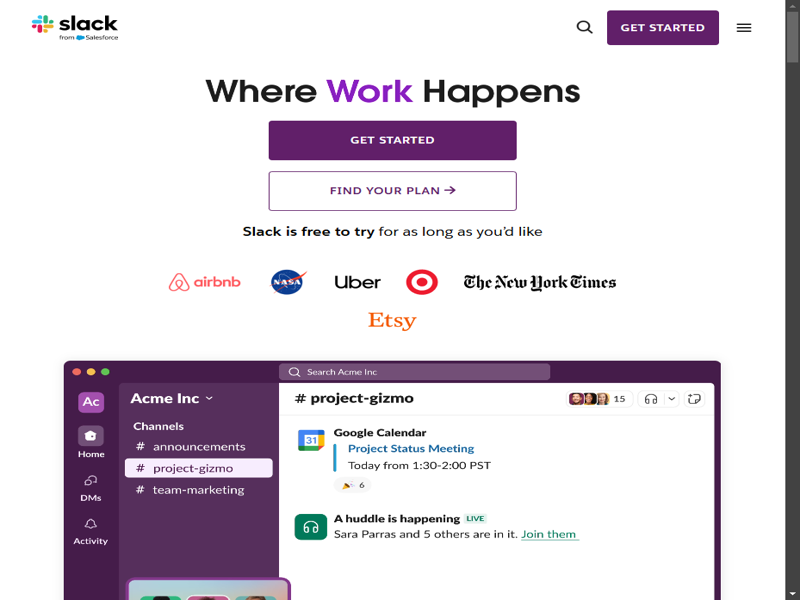 slack
from Salesforce
GET STARTED
Where Work Happens
GET STARTED
FIND YOUR PLAN →
Slack is free to try for as long as you'd like
airbnb NASA Uber The New York Times
Etsy
Search Acme Inc
Ac
Home
DMs
Activity
Acme Inc
Channels
# announcements
# project-gizmo
# team-marketing
# project-gizmo
15
31
Google Calendar
Project Status Meeting
Today from 1:30-2:00 PST
6
A huddle is happening LIVE
Sara Parras and 5 others are in it. Join them